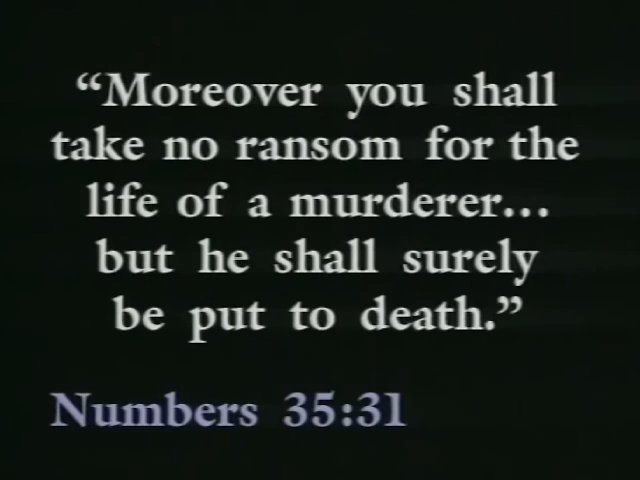 “Moreover you shall
take no ransom for the
life of a murderer...
but he shall surely
be put to death.”
Numbers 35:31